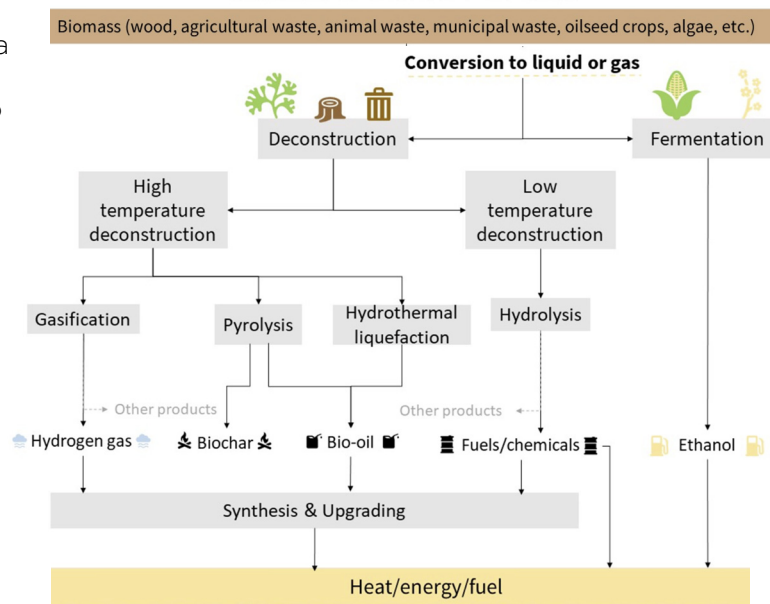 Biomass (wood, agricultural waste, animal waste, municipal waste, oilseed crops, algae, etc.)
a
Conversion to liquid or gas
Deconstruction
Fermentation
High
temperature
deconstruction
Low
temperature
deconstruction
Gasification
Pyrolysis
Hydrothermal
liquefaction
Hydrolysis
Other products
Other products
Hydrogen gas
Biochar
Bio-oil
Fuels/chemicals
Ethanol
Synthesis & Upgrading
Heat/energy/fuel